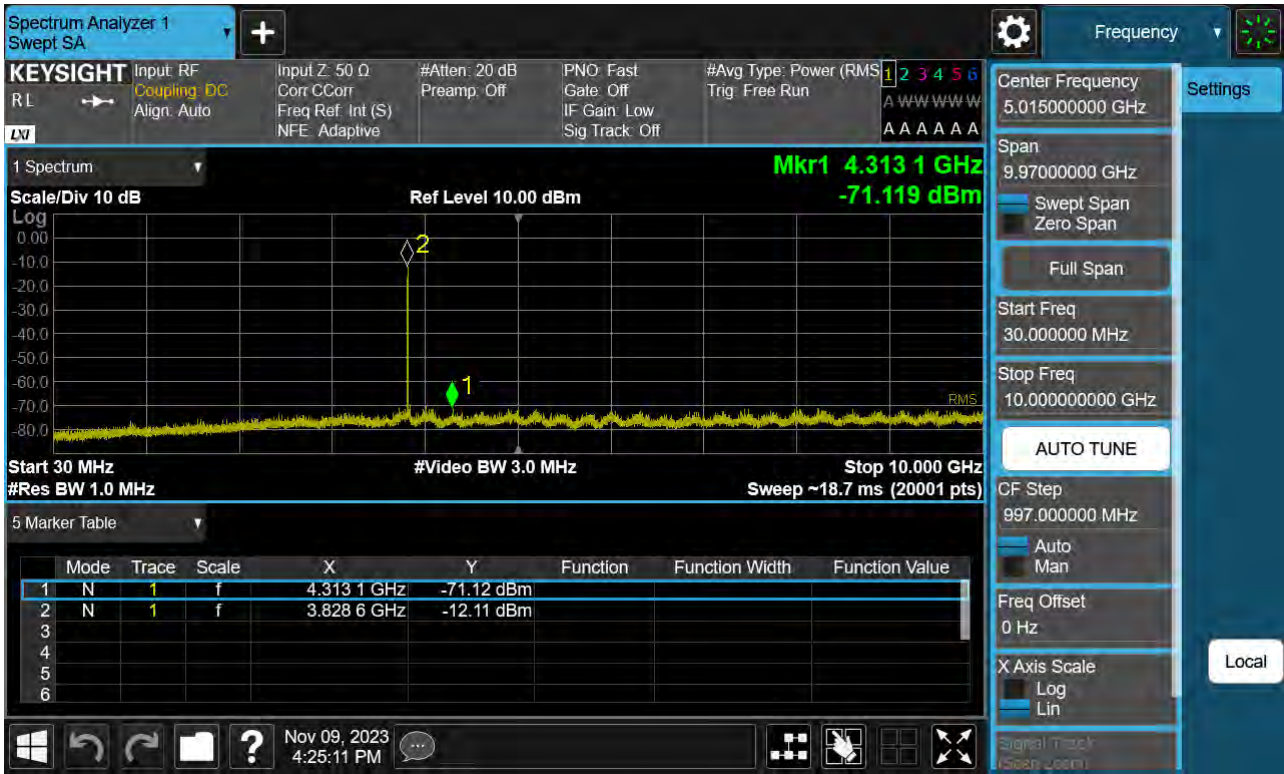 Spectrum Analyzer 1
Swept SA
+
Frequency
KEYSIGHT
RL
LXI
Input: RF
Coupling: DC
Align: Auto
Input Z: 50 Ω
Corr CCorr
Freq Ref: Int (S)
NFE: Adaptive
#Atten: 20 dB
Preamp: Off
PNO: Fast
Gate: Off
IF Gain: Low
Sig Track: Off
#Avg Type: Power (RMS
Trig: Free Run
1 2 3 4 5 6
A W W W W W
A A A A A A
1 Spectrum
Mkr1 4.313 1 GHz
-71.119 dBm
Scale/Div 10 dB
Ref Level 10.00 dBm
Log
0.00
-10.0
-20.0
-30.0
-40.0
-50.0
-60.0
-70.0
-80.0
2
1
RMS
Start 30 MHz
#Video BW 3.0 MHz
Stop 10.000 GHz
#Res BW 1.0 MHz
Sweep ~18.7 ms (20001 pts)
5 Marker Table
Mode Trace Scale X Y Function Function Width Function Value
1 N 1 f 4.313 1 GHz -71.12 dBm
2 N 1 f 3.828 6 GHz -12.11 dBm
3
4
5
6
Center Frequency
5.015000000 GHz
Settings
Span
9.97000000 GHz
Swept Span
Zero Span
Full Span
Start Freq
30.000000 MHz
Stop Freq
10.000000000 GHz
AUTO TUNE
CF Step
997.000000 MHz
Auto
Man
Freq Offset
0 Hz
X Axis Scale
Log
Lin
Local
Signal Track
(Span Zoom)
?
Nov 09, 2023
4:25:11 PM